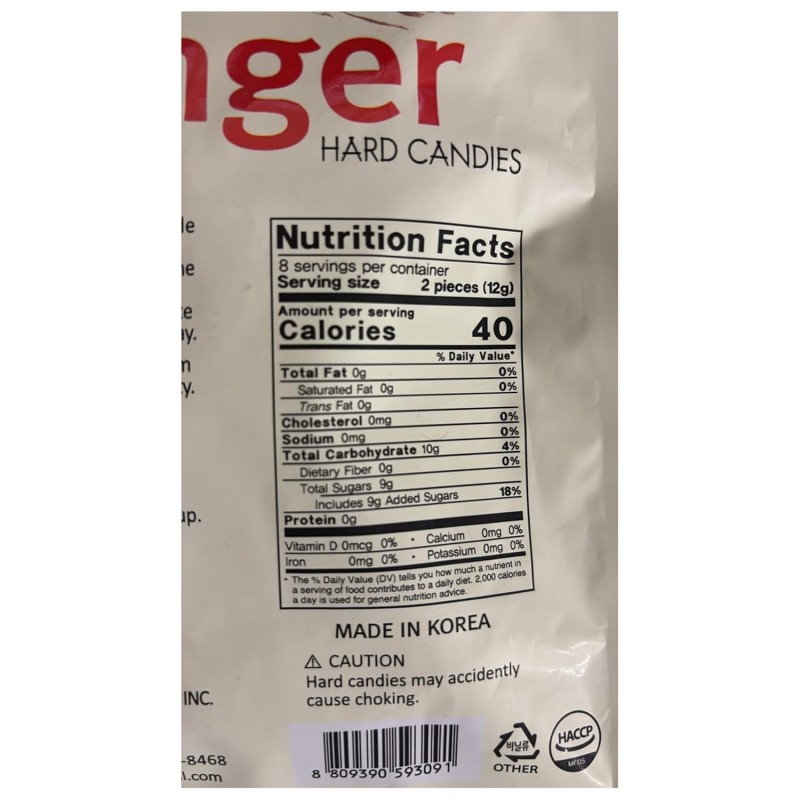 nger
HARD CANDIES
le
ne
te
ay.
m
y.
up.
INC.
-8468
l.com
Nutrition Facts
8 servings per container
Serving size 2 pieces (12g)
Amount per serving
Calories 40
% Daily Value*
Total Fat 0g 0%
Saturated Fat 0g 0%
Trans Fat 0g
Cholesterol 0mg 0%
Sodium 0mg 0%
Total Carbohydrate 10g 4%
Dietary Fiber 0g 0%
Total Sugars 9g
Includes 9g Added Sugars 18%
Protein 0g
Vitamin D 0mcg 0% • Calcium 0mg 0%
Iron 0mg 0% • Potassium 0mg 0%
* The % Daily Value (DV) tells you how much a nutrient in
a serving of food contributes to a daily diet. 2,000 calories
a day is used for general nutrition advice.
MADE IN KOREA
⚠ CAUTION
Hard candies may accidently
cause choking.
8 809390 593091
비닐류
OTHER
HACCP
MFDS